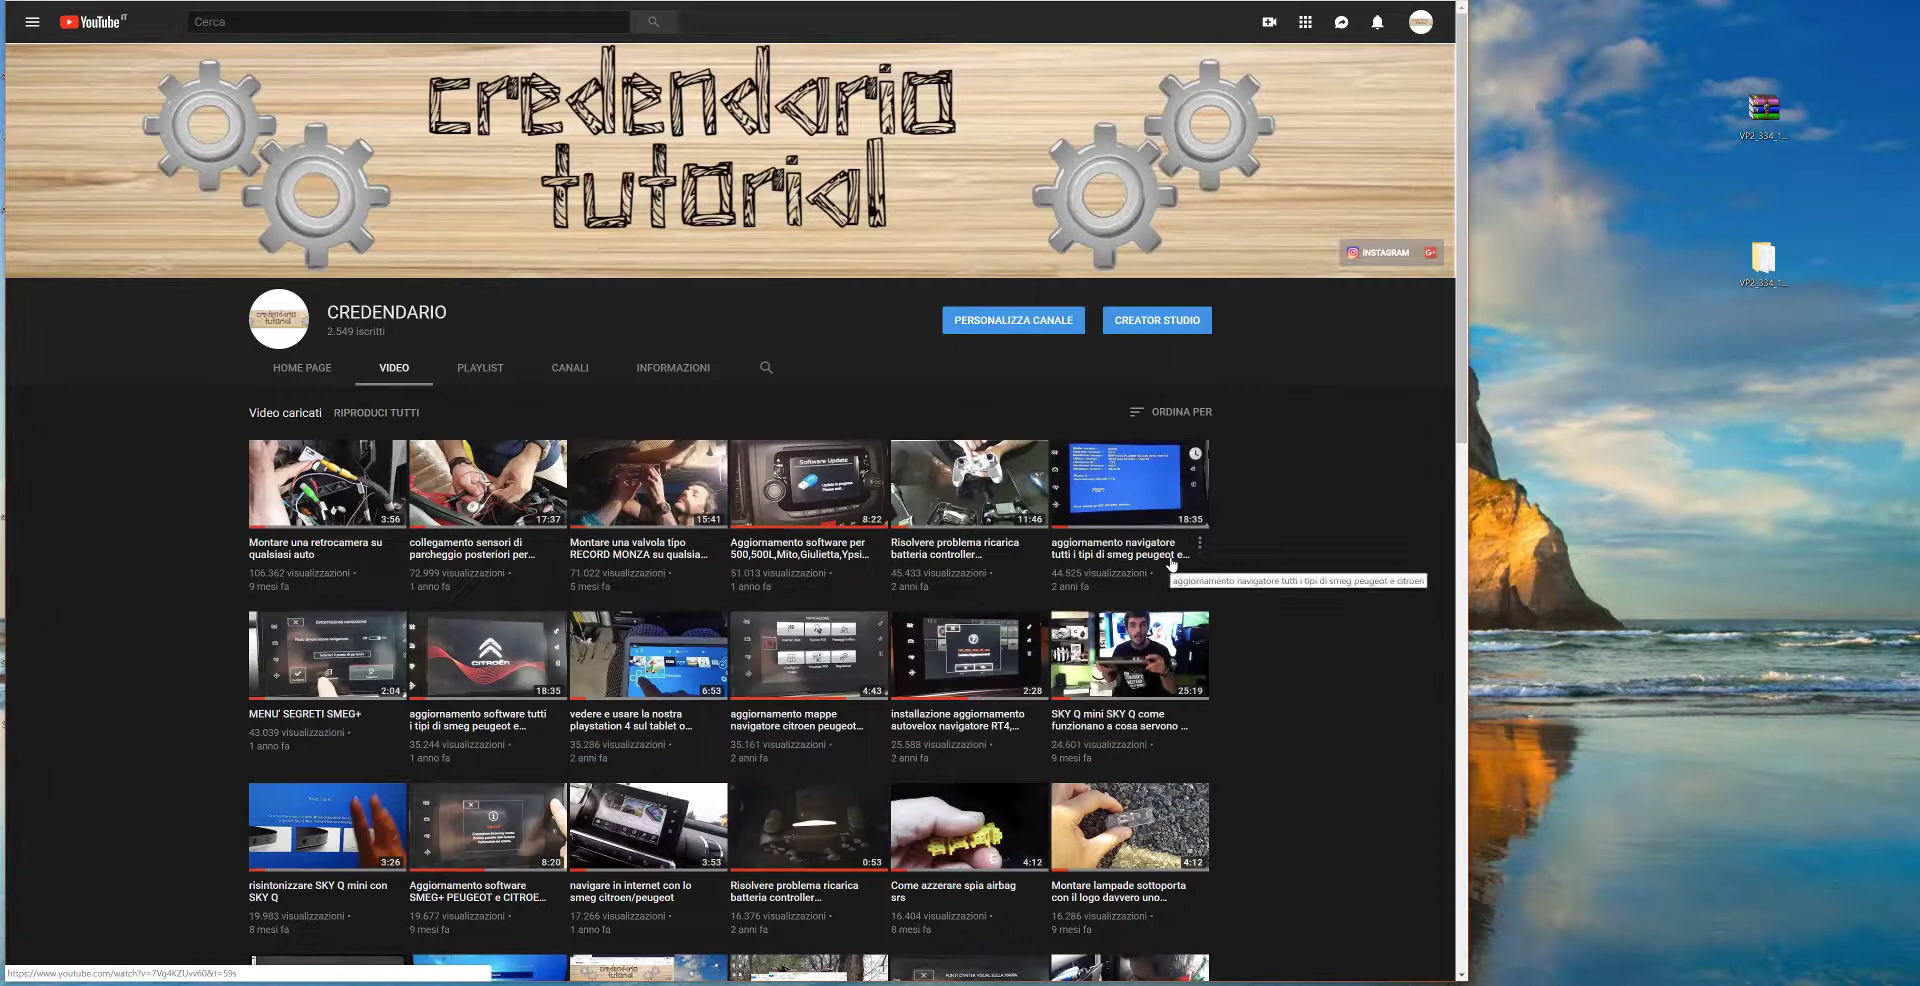 YouTube IT
Cerca
credendario
tutorial
INSTAGRAM
G+
VP2_334_1...
VP2_334_1...
credendario
tutorial
CREDENDARIO
2.549 iscritti
PERSONALIZZA CANALE
CREATOR STUDIO
HOME PAGE
VIDEO
PLAYLIST
CANALI
INFORMAZIONI
Video caricati
RIPRODUCI TUTTI
ORDINA PER
3:56
17:37
15:41
Software Update
8:22
11:46
18:35
Montare una retrocamera su
qualsiasi auto
106.362 visualizzazioni •
9 mesi fa
collegamento sensori di
parcheggio posteriori per...
72.999 visualizzazioni •
1 anno fa
Montare una valvola tipo
RECORD MONZA su qualsia...
71.022 visualizzazioni •
5 mesi fa
Aggiornamento software per
500,500L,Mito,Giulietta,Ypsi...
51.013 visualizzazioni •
1 anno fa
Risolvere problema ricarica
batteria controller...
45.433 visualizzazioni •
2 anni fa
aggiornamento navigatore
tutti i tipi di smeg peugeot e...
44.525 visualizzazioni •
2 anni fa
aggiornamento navigatore tutti i tipi di smeg peugeot e citroen
2:04
CITROËN
18:35
6:53
4:43
2:28
25:19
MENU' SEGRETI SMEG+
43.039 visualizzazioni •
1 anno fa
aggiornamento software tutti
i tipi di smeg peugeot e...
35.244 visualizzazioni •
1 anno fa
vedere e usare la nostra
playstation 4 sul tablet o...
35.286 visualizzazioni •
2 anni fa
aggiornamento mappe
navigatore citroen peugeot...
35.161 visualizzazioni •
2 anni fa
installazione aggiornamento
autovelox navigatore RT4,...
25.588 visualizzazioni •
2 anni fa
SKY Q mini SKY Q come
funzionano a cosa servono ...
24.601 visualizzazioni •
9 mesi fa
3:26
8:20
3:53
0:53
4:12
4:12
risintonizzare SKY Q mini con
SKY Q
19.983 visualizzazioni •
8 mesi fa
Aggiornamento software
SMEG+ PEUGEOT e CITROE...
19.677 visualizzazioni •
9 mesi fa
navigare in internet con lo
smeg citroen/peugeot
17.266 visualizzazioni •
1 anno fa
Risolvere problema ricarica
batteria controller...
16.376 visualizzazioni •
2 anni fa
Come azzerare spia airbag
srs
16.404 visualizzazioni •
8 mesi fa
Montare lampade sottoporta
con il logo davvero uno...
16.286 visualizzazioni •
9 mesi fa
https://www.youtube.com/watch?v=7Vg4KZUvv60&t=59s